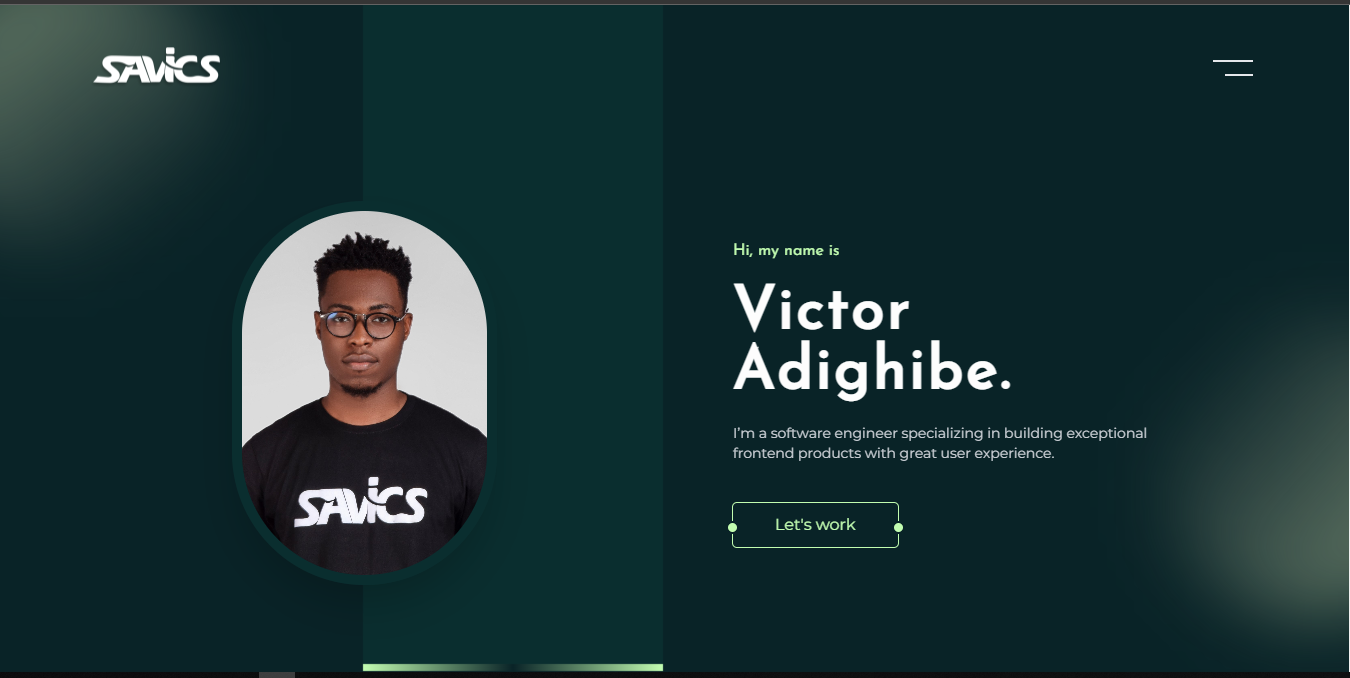 SAVICS
Hi, my name is
Victor
Adighibe.
I'm a software engineer specializing in building exceptional
frontend products with great user experience.
SAVICS
Let's work